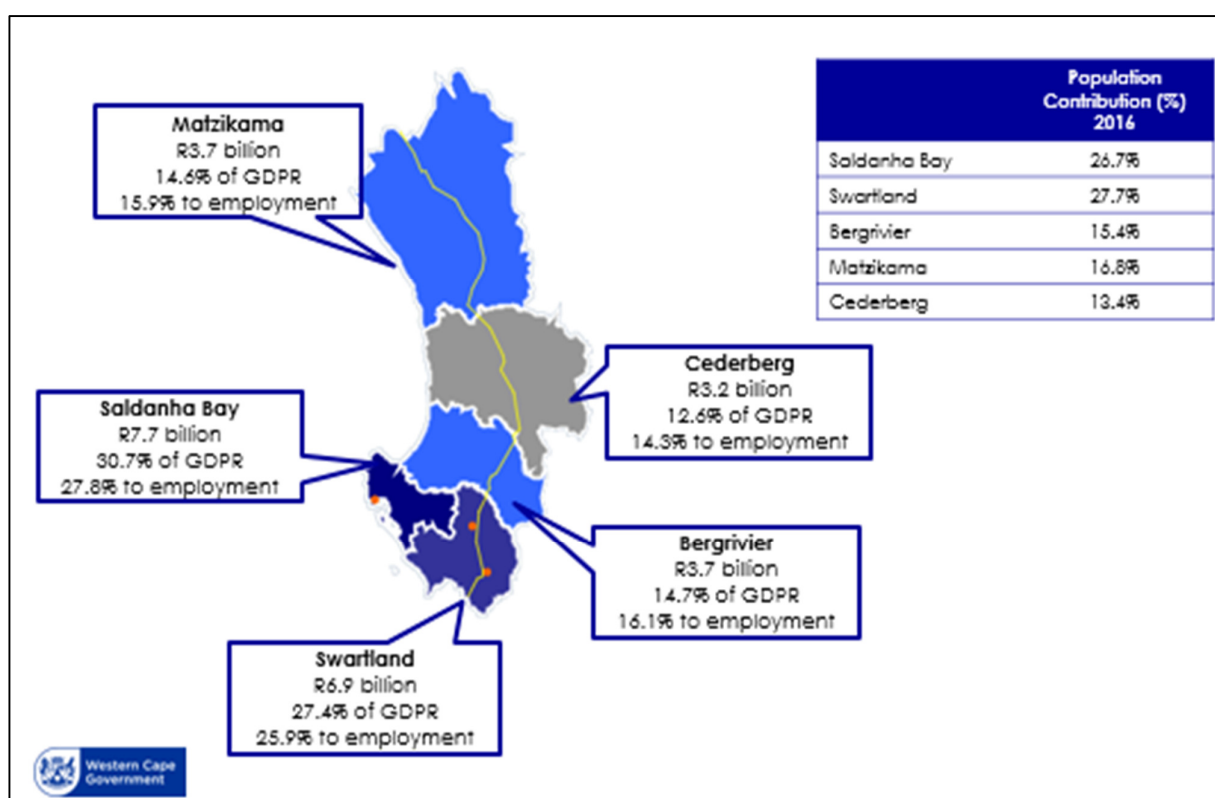 Population
Contribution (%)
2016
Saldanha Bay 26.7%
Swartland 27.7%
Bergrivier 15.4%
Matzikama 16.8%
Cederberg 13.4%
Matzikama
R3.7 billion
14.6% of GDPR
15.9% to employment
Cederberg
R3.2 billion
12.6% of GDPR
14.3% to employment
Saldanha Bay
R7.7 billion
30.7% of GDPR
27.8% to employment
Bergrivier
R3.7 billion
14.7% of GDPR
16.1% to employment
Swartland
R6.9 billion
27.4% of GDPR
25.9% to employment
Western Cape
Government